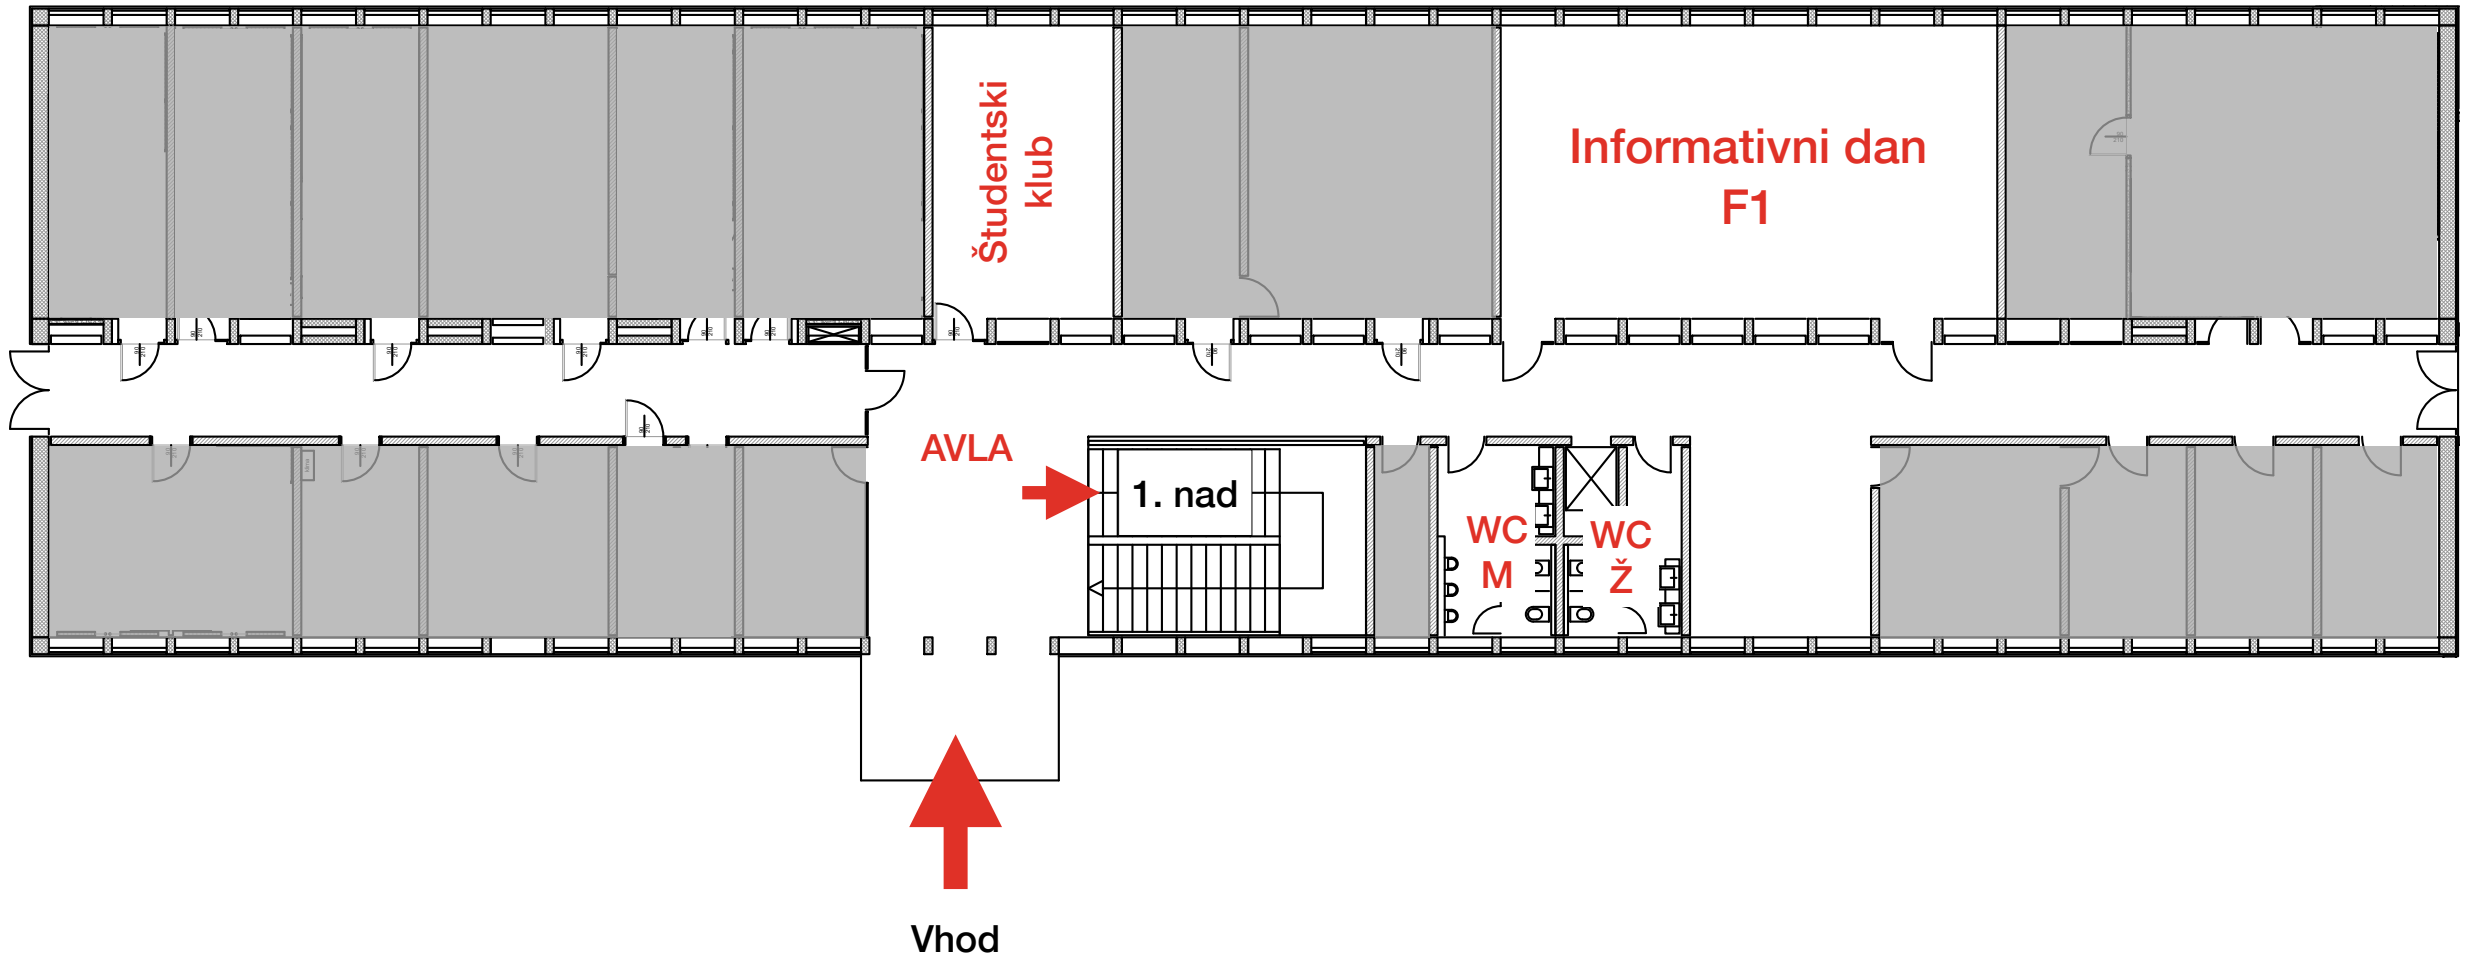 Študentski
klub
Informativni dan
F1
AVLA
1. nad
WC
M
WC
Ž
Vhod